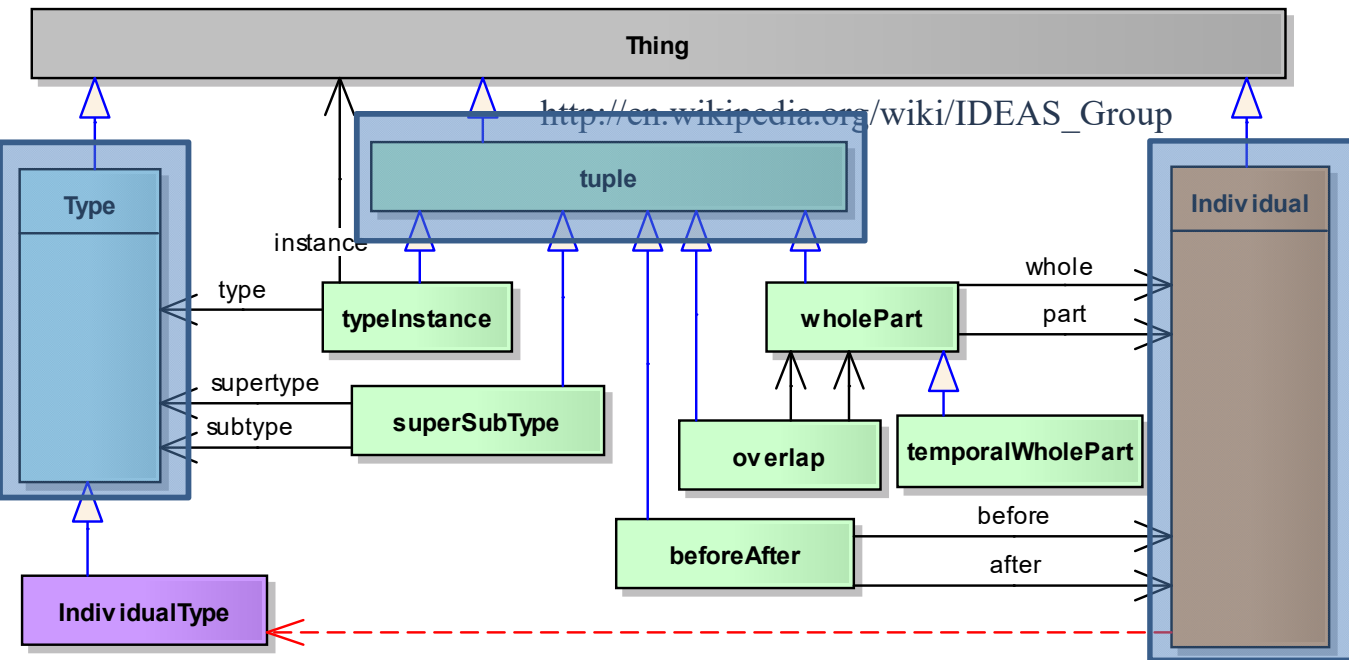 Thing
http://en.wikipedia.org/wiki/IDEAS_Group
tuple
Type
Individual
instance
whole
type
typeInstance
wholePart
part
supertype
superSubType
subtype
overlap
temporalWholePart
before
beforeAfter
after
IndividualType